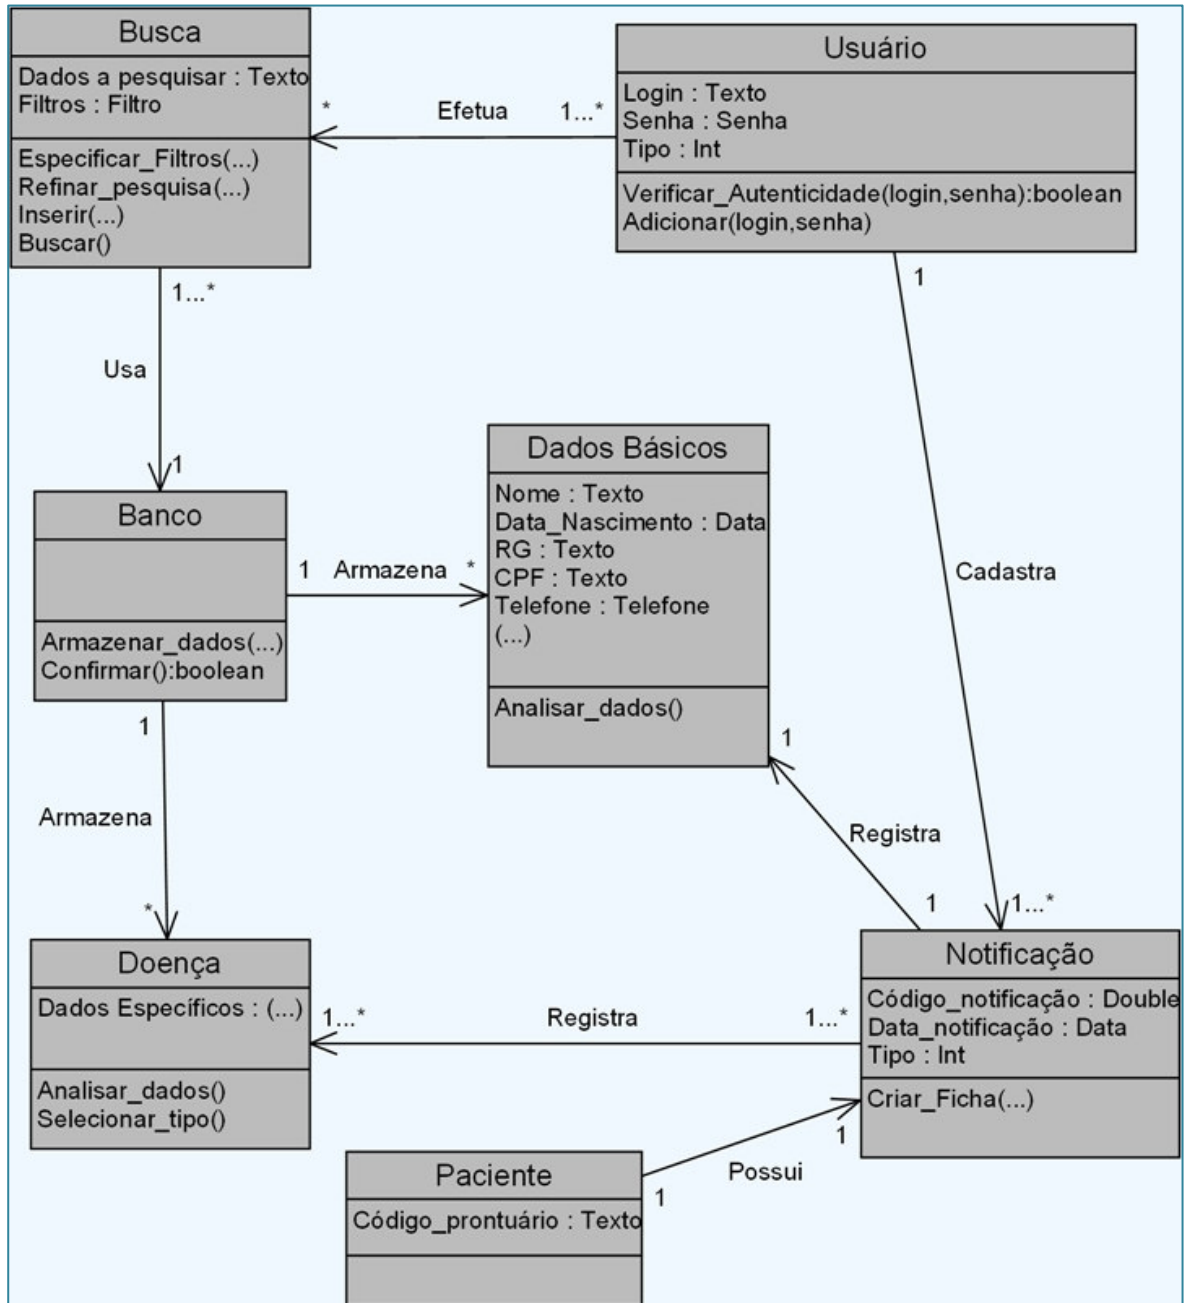 Busca
Dados a pesquisar : Texto
Filtros : Filtro
Especificar_Filtros(...)
Refinar_pesquisa(...)
Inserir(...)
Buscar()
*
Efetua
1...*
Usuário
Login : Texto
Senha : Senha
Tipo : Int
Verificar_Autenticidade(login,senha):boolean
Adicionar(login,senha)
1...*
Usa
1
1
Cadastra
1...*
Banco
Armazenar_dados(...)
Confirmar():boolean
1
Armazena
*
Dados Básicos
Nome : Texto
Data_Nascimento : Data
RG : Texto
CPF : Texto
Telefone : Telefone
(...)
Analisar_dados()
1
Registra
1
1
Armazena
*
Doença
Dados Específicos : (...)
Analisar_dados()
Selecionar_tipo()
1...*
Registra
1...*
Notificação
Código_notificação : Double
Data_notificação : Data
Tipo : Int
Criar_Ficha(...)
1
Possui
1
Paciente
Código_prontuário : Texto